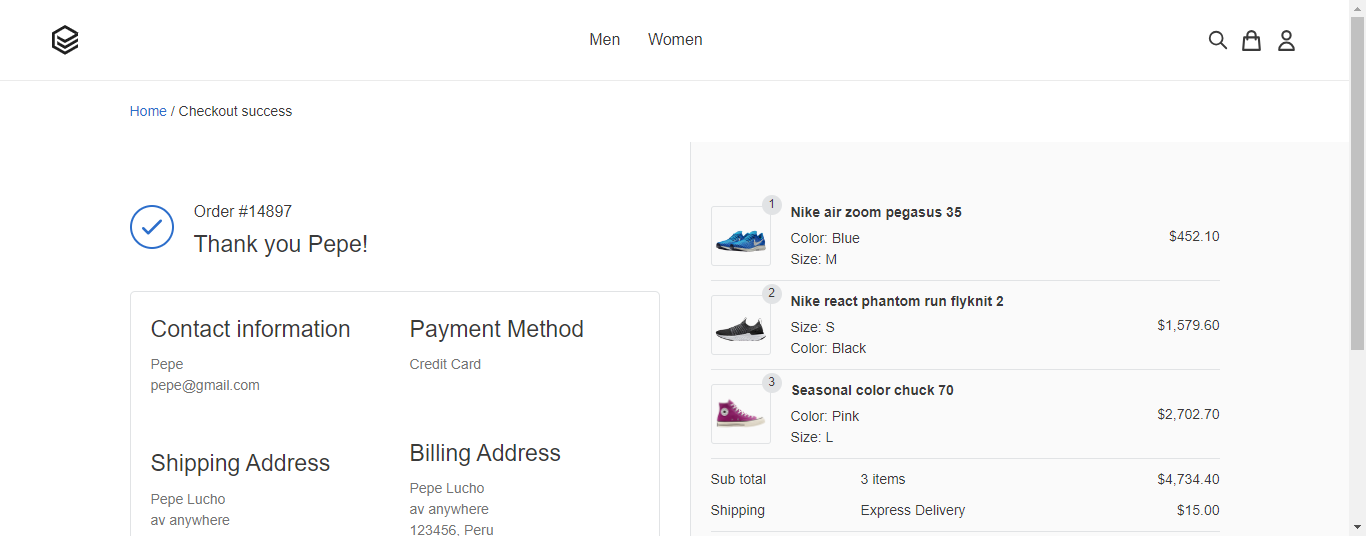 Men
Women
Home / Checkout success
Order #14897
Thank you Pepe!
Contact information
Pepe
pepe@gmail.com
Payment Method
Credit Card
Shipping Address
Pepe Lucho
av anywhere
Billing Address
Pepe Lucho
av anywhere
123456, Peru
1
Nike air zoom pegasus 35
Color: Blue
Size: M
$452.10
2
Nike react phantom run flyknit 2
Size: S
Color: Black
$1,579.60
3
Seasonal color chuck 70
Color: Pink
Size: L
$2,702.70
Sub total 3 items $4,734.40
Shipping Express Delivery $15.00